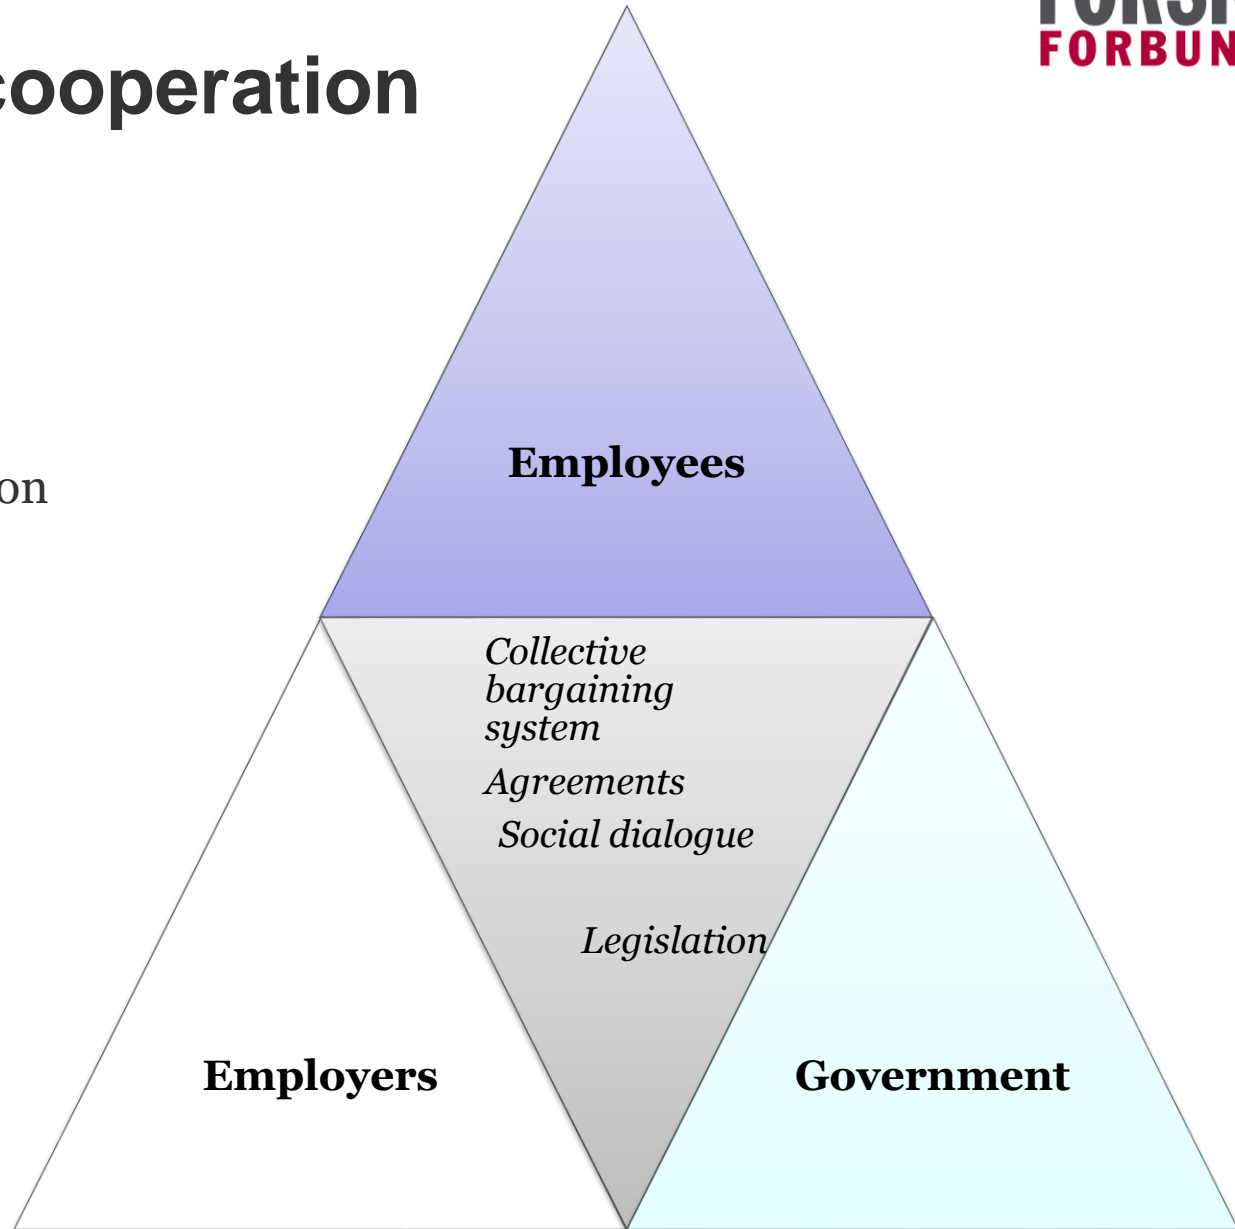 cooperation
FORBUN
on
Employees
Collective
bargaining
system
Agreements
Social dialogue
Legislation
Employers
Government